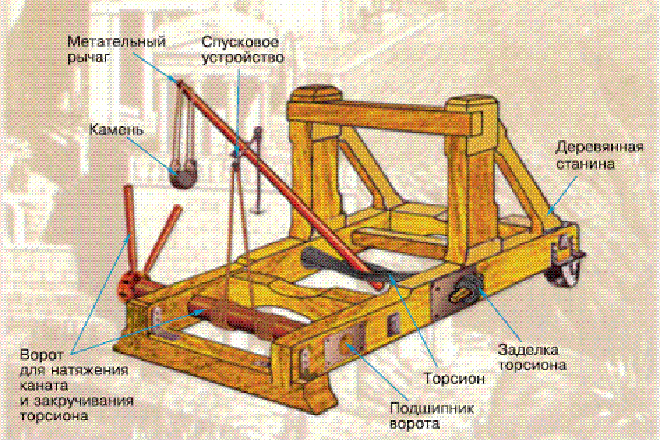 Метательный
рычаг
Спусковое
устройство
Камень
Деревянная
станина
Ворот
для натяжения
каната
и закручивания
торсиона
Заделка
торсиона
Торсион
Подшипник
ворота